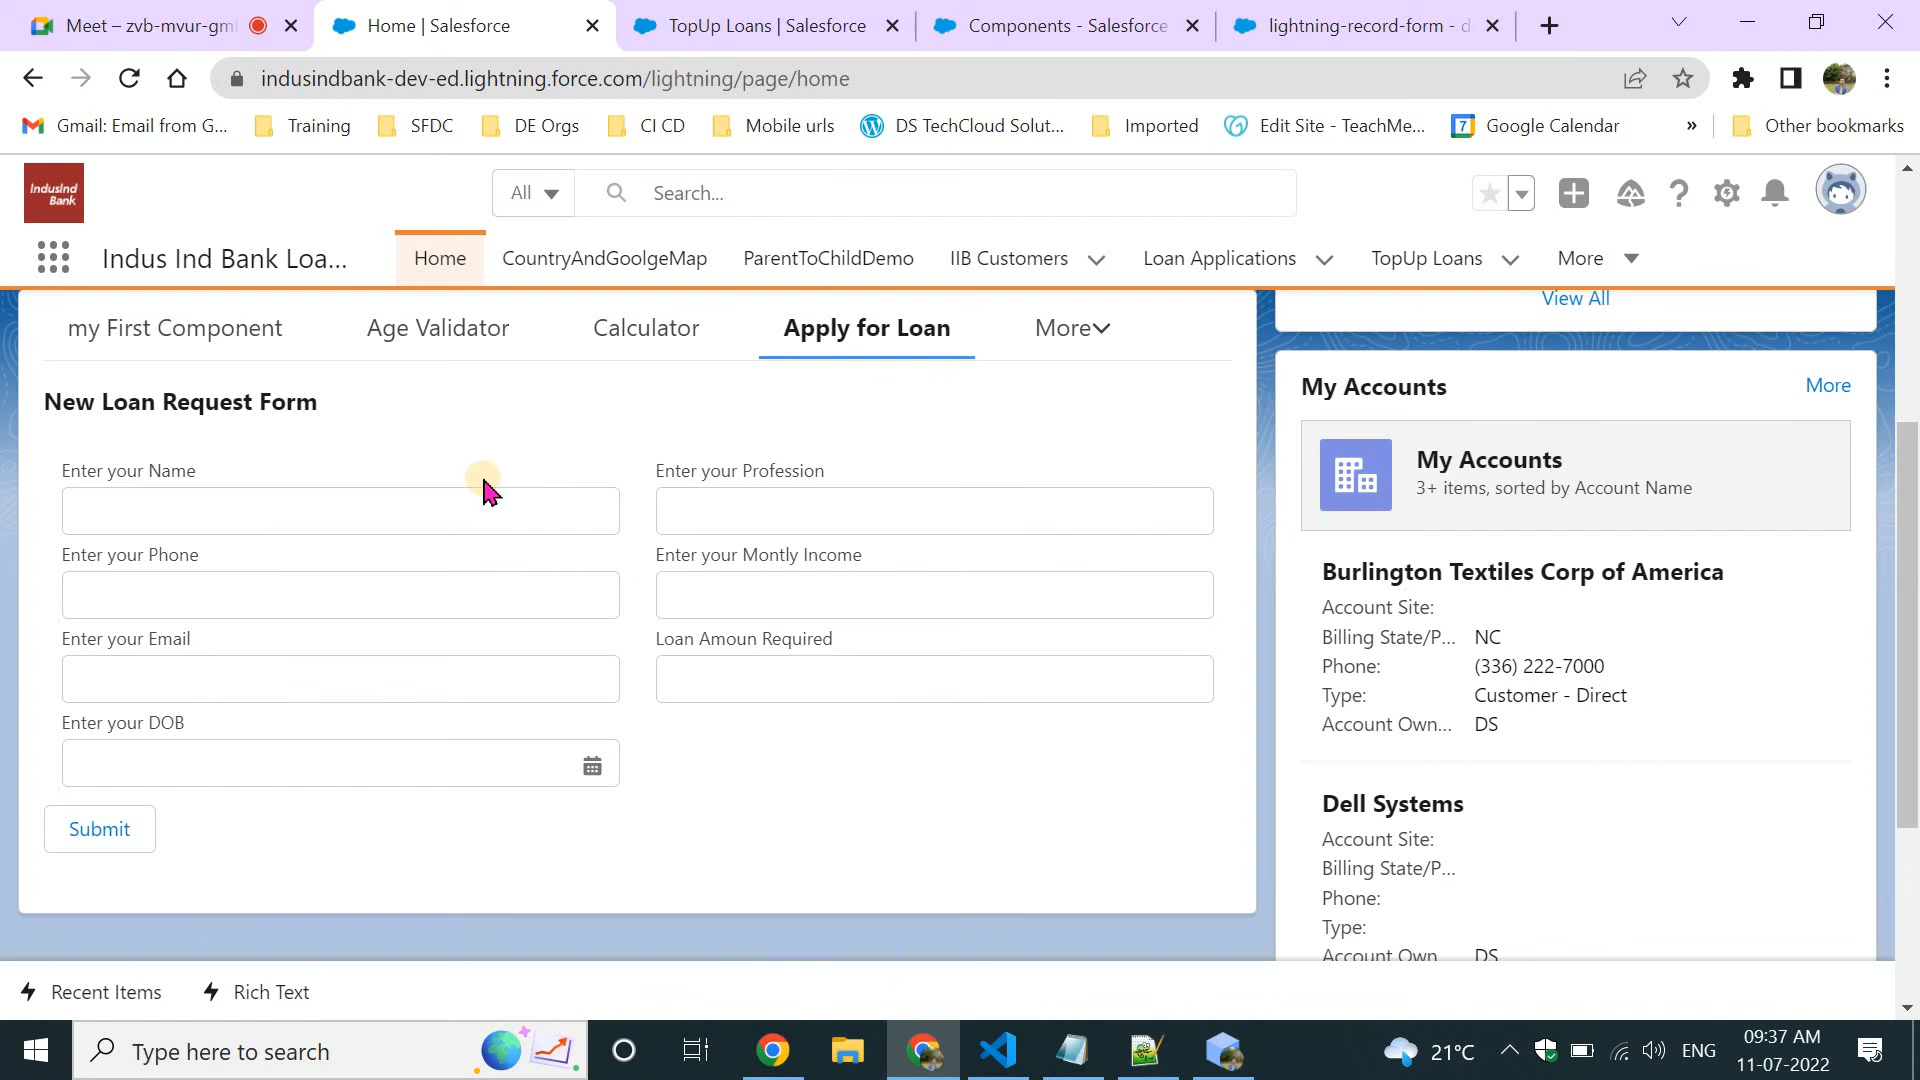 Meet – zvb-mvur-gm
Home | Salesforce
TopUp Loans | Salesforce
Components - Salesforce
lightning-record-form - d
indusindbank-dev-ed.lightning.force.com/lightning/page/home
Gmail: Email from G...
Training
SFDC
DE Orgs
CI CD
Mobile urls
DS TechCloud Solut...
Imported
Edit Site - TeachMe...
7
Google Calendar
»
Other bookmarks
IndusInd Bank
All
Search...
Indus Ind Bank Loa...
Home
CountryAndGoolgeMap
ParentToChildDemo
IIB Customers
Loan Applications
TopUp Loans
More
my First Component
Age Validator
Calculator
Apply for Loan
More
View All
New Loan Request Form
Enter your Name
Enter your Profession
Enter your Phone
Enter your Montly Income
Enter your Email
Loan Amoun Required
Enter your DOB
Submit
My Accounts
More
My Accounts
3+ items, sorted by Account Name
Burlington Textiles Corp of America
Account Site:
Billing State/P... NC
Phone: (336) 222-7000
Type: Customer - Direct
Account Own... DS
Dell Systems
Account Site:
Billing State/P...
Phone:
Type:
Account Own DS
Recent Items
Rich Text
Type here to search
21°C
ENG
09:37 AM
11-07-2022